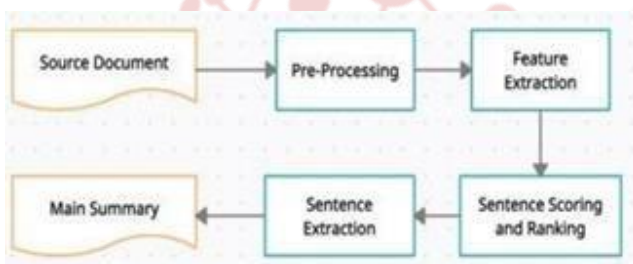 Source Document
Pre-Processing
Feature
Extraction
Sentence Scoring
and Ranking
Sentence
Extraction
Main Summary